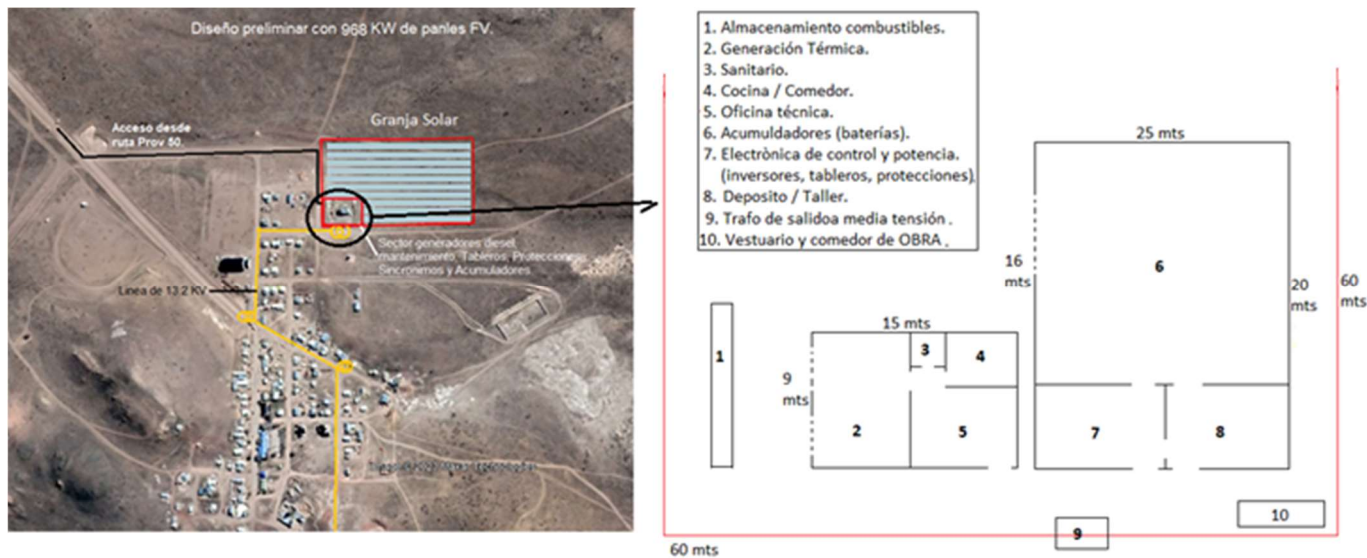 Diseño preliminar con 968 KW de panles FV.
Granja Solar
Acceso desde
ruta Prov 50.
Sector generadores diesel,
mantenimiento, Tableros, Protecciones,
Sincronimos y Acumuladores
Linea de 13.2 KV
1. Almacenamiento combustibles.
2. Generación Térmica.
3. Sanitario.
4. Cocina / Comedor.
5. Oficina técnica.
6. Acumuldadores (baterías).
7. Electrònica de control y potencia.
(inversores, tableros, protecciones)
8. Deposito / Taller.
9. Trafo de salidoa media tensión .
10. Vestuario y comedor de OBRA .
25 mts
16
mts
6
20
mts
60
mts
15 mts
1
3
4
9
mts
2
5
7
8
10
9
60 mts